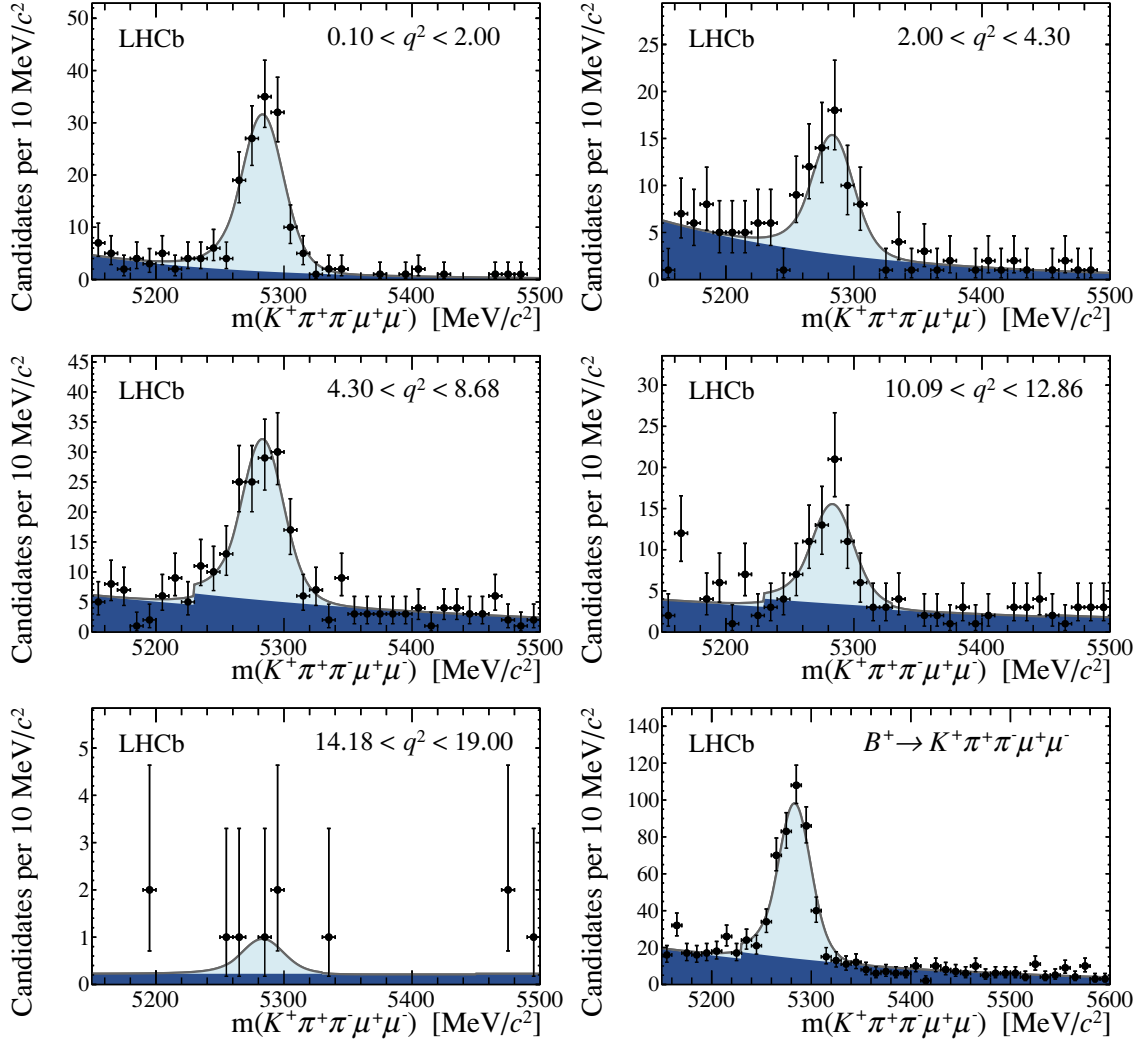 Candidates per 10 MeV/c²
LHCb
0.10 < q² < 2.00
50
40
30
20
10
0
5200 5300 5400 5500
m(K⁺π⁺π⁻μ⁺μ⁻) [MeV/c²]
Candidates per 10 MeV/c²
LHCb
2.00 < q² < 4.30
25
20
15
10
5
0
5200 5300 5400 5500
m(K⁺π⁺π⁻μ⁺μ⁻) [MeV/c²]
Candidates per 10 MeV/c²
LHCb
4.30 < q² < 8.68
45
40
35
30
25
20
15
10
5
0
5200 5300 5400 5500
m(K⁺π⁺π⁻μ⁺μ⁻) [MeV/c²]
Candidates per 10 MeV/c²
LHCb
10.09 < q² < 12.86
30
25
20
15
10
5
0
5200 5300 5400 5500
m(K⁺π⁺π⁻μ⁺μ⁻) [MeV/c²]
Candidates per 10 MeV/c²
LHCb
14.18 < q² < 19.00
5
4
3
2
1
0
5200 5300 5400 5500
m(K⁺π⁺π⁻μ⁺μ⁻) [MeV/c²]
Candidates per 10 MeV/c²
LHCb
B⁺→ K⁺π⁺π⁻μ⁺μ⁻
140
120
100
80
60
40
20
0
5200 5300 5400 5500 5600
m(K⁺π⁺π⁻μ⁺μ⁻) [MeV/c²]